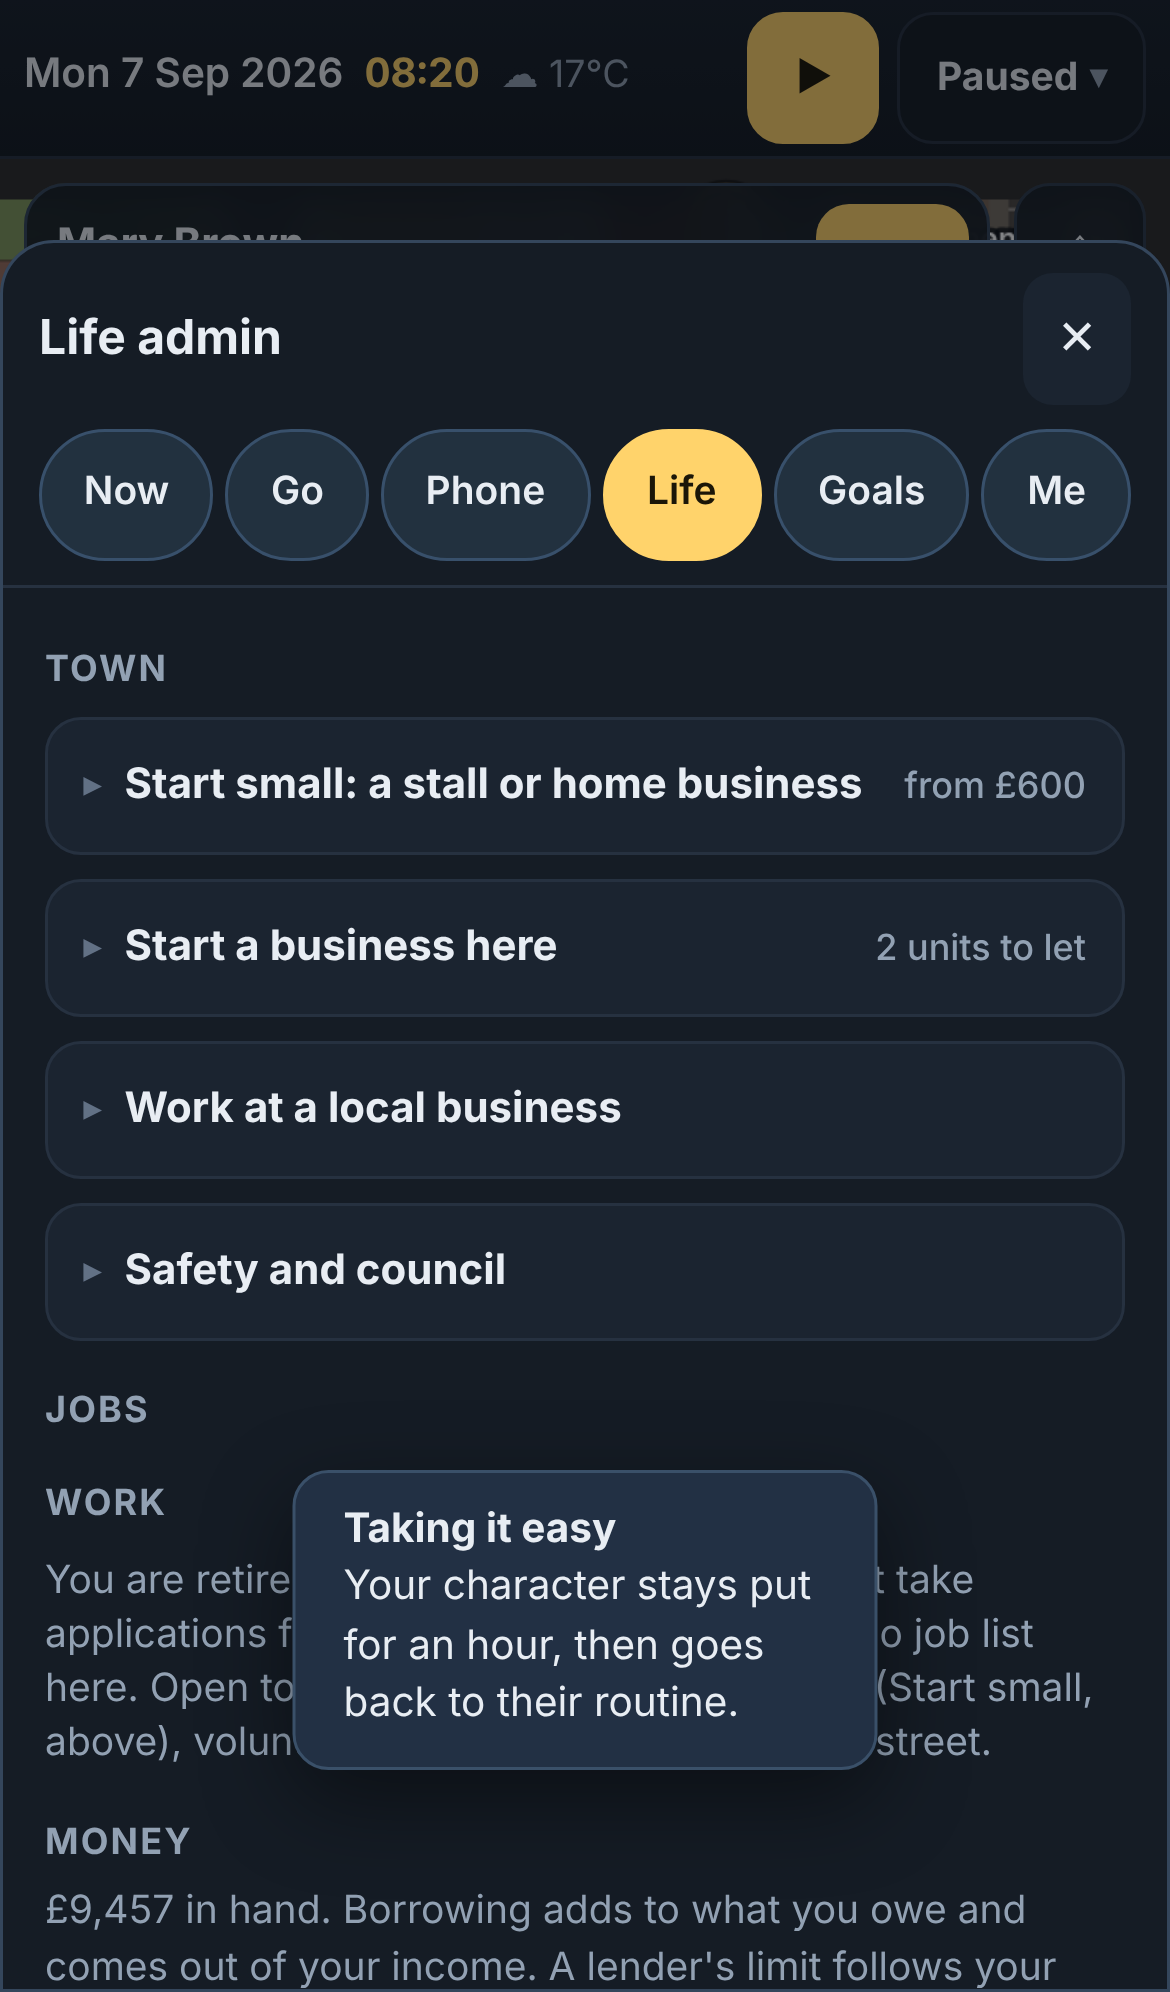 Mon 7 Sep 2026 08:20 ☁ 17°C
Paused ▾
Mary Brown
Life admin
Now Go Phone Life Goals Me
TOWN
Start small: a stall or home business from £600
Start a business here 2 units to let
Work at a local business
Safety and council
JOBS
WORK
You are retire t take
applications f o job list
here. Open to (Start small,
above), volun street.
Taking it easy
Your character stays put
for an hour, then goes
back to their routine.
MONEY
£9,457 in hand. Borrowing adds to what you owe and
comes out of your income. A lender's limit follows your